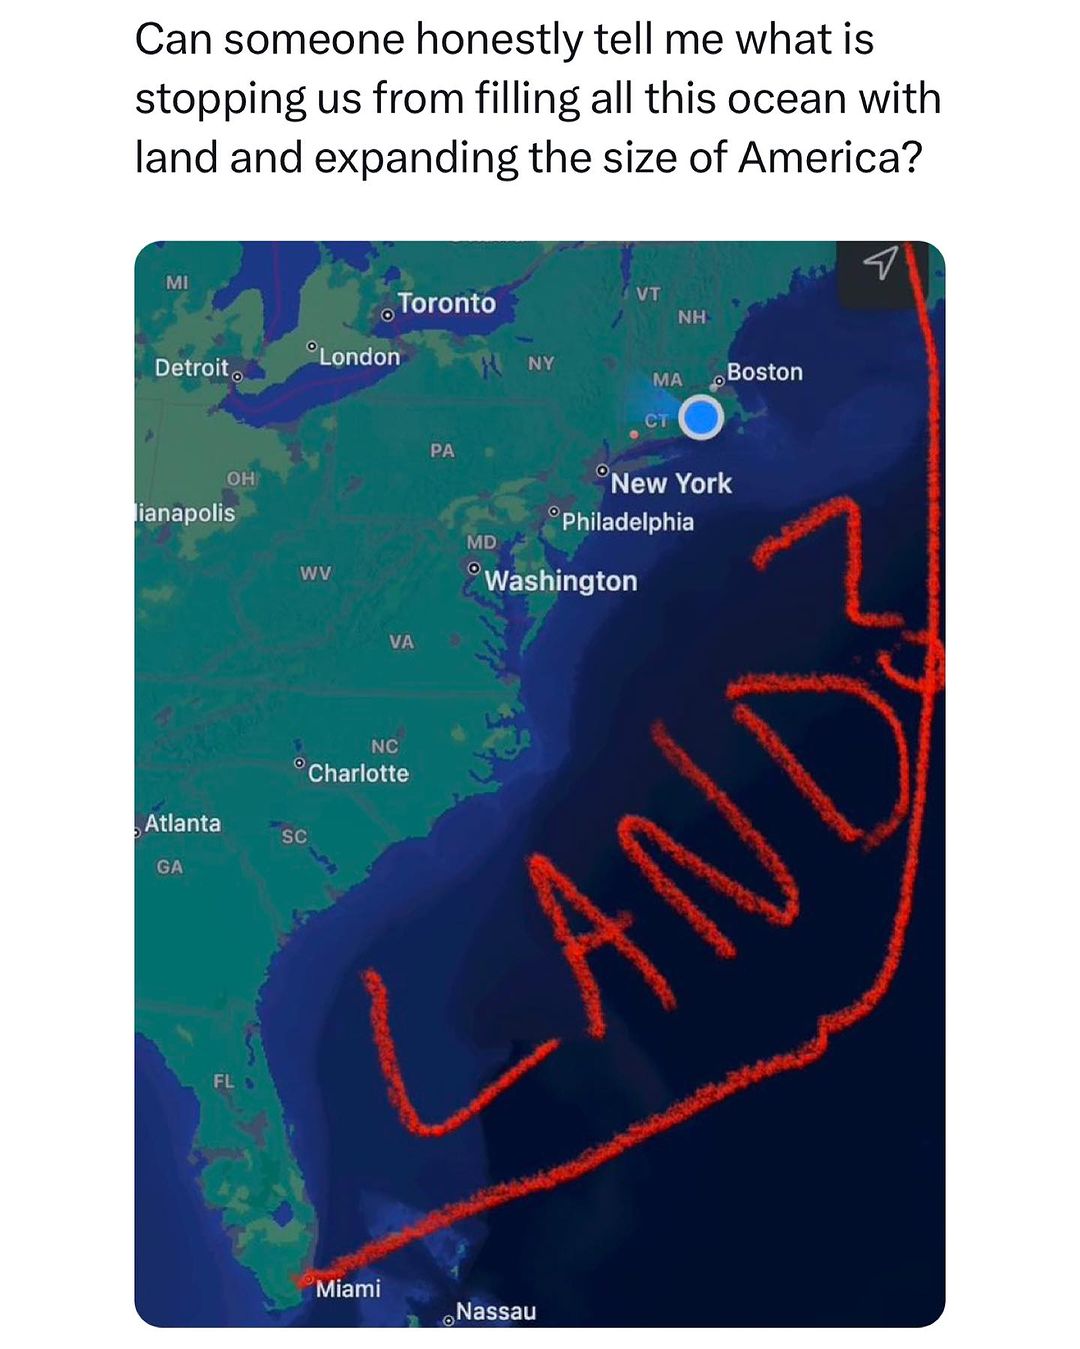 Can someone honestly tell me what is
stopping us from filling all this ocean with
land and expanding the size of America?
MI
Toronto
VT
NH
London
Detroit
NY
Boston
MA
CT
PA
OH
New York
lianapolis
Philadelphia
MD
Washington
WV
VA
LAND?
NC
Charlotte
Atlanta
SC
GA
FL
Miami
Nassau